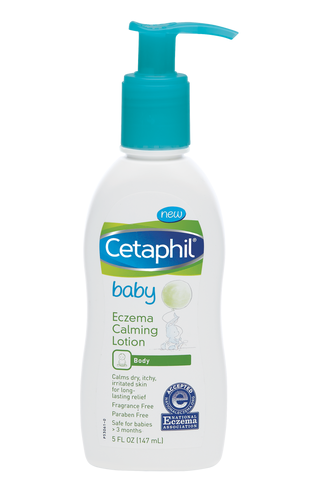 new
Cetaphil®
baby
Eczema
Calming
Lotion
Body
Calms dry, itchy,
irritated skin
for long-
lasting relief
Fragrance Free
Paraben Free
Safe for babies
> 3 months
5 FL OZ (147 mL)
ACCEPTED
e
National
Eczema
ASSOCIATION